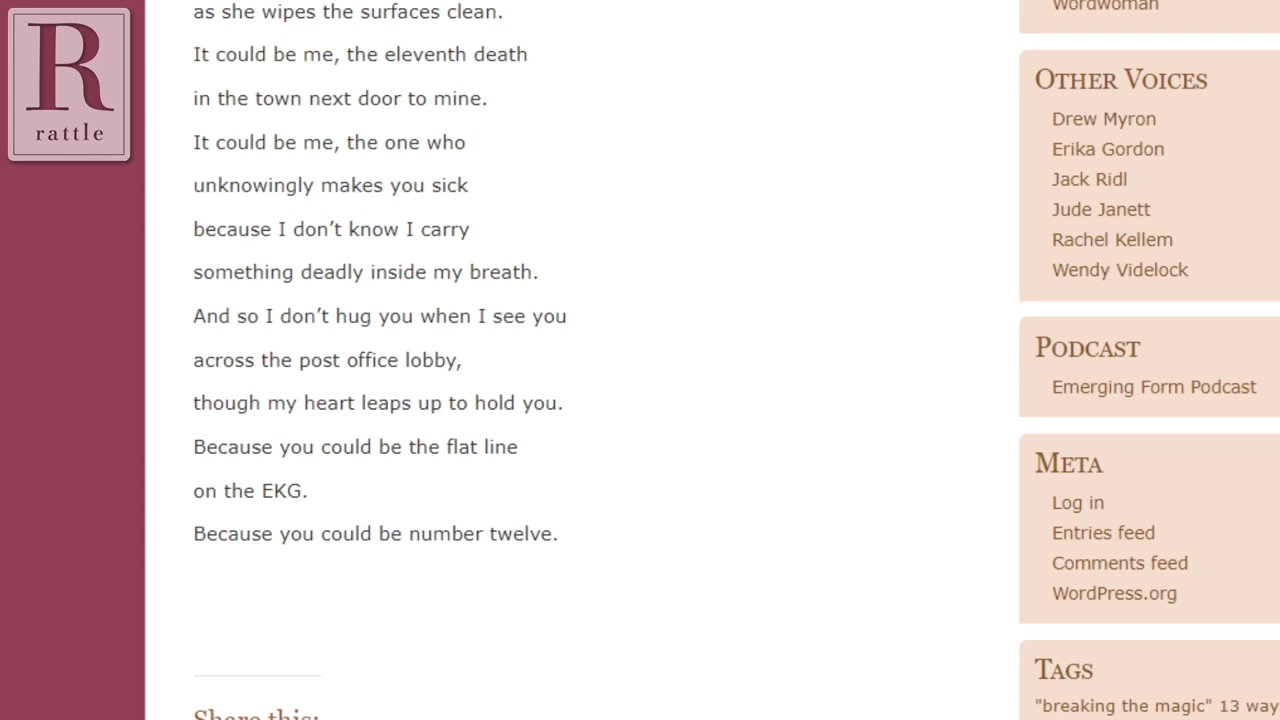 R
rattle
as she wipes the surfaces clean.
It could be me, the eleventh death
in the town next door to mine.
It could be me, the one who
unknowingly makes you sick
because I don’t know I carry
something deadly inside my breath.
And so I don’t hug you when I see you
across the post office lobby,
though my heart leaps up to hold you.
Because you could be the flat line
on the EKG.
Because you could be number twelve.
Share this:
Wordwoman
Other Voices
Drew Myron
Erika Gordon
Jack Ridl
Jude Janett
Rachel Kellem
Wendy Videlock
Podcast
Emerging Form Podcast
Meta
Log in
Entries feed
Comments feed
WordPress.org
Tags
"breaking the magic" 13 way